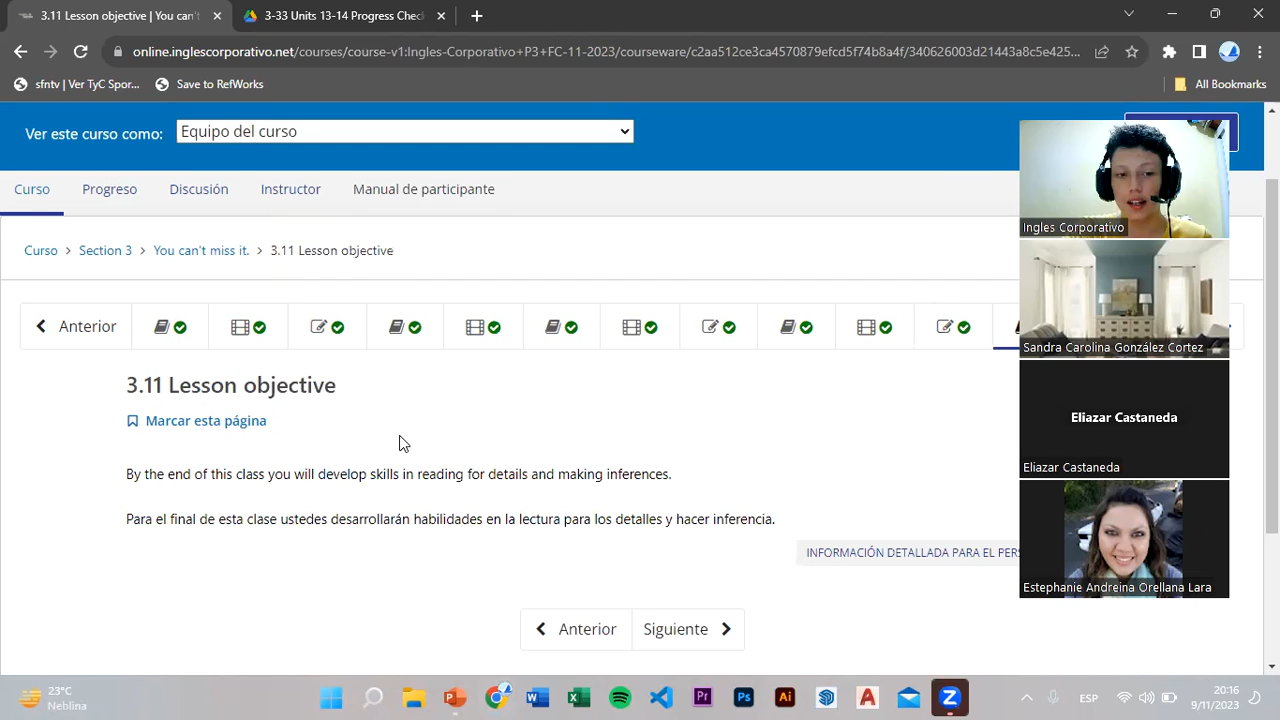 3.11 Lesson objective | You can't
3-33 Units 13-14 Progress Chec
online.inglescorporativo.net/courses/course-v1:Ingles-Corporativo+P3+FC-11-2023/courseware/c2aa512ce3ca4570879efcd5f74b8a4f/340626003d21443a8c5e425...
sfntv | Ver TyC Spor...
Save to RefWorks
All Bookmarks
Ver este curso como:
Equipo del curso
Curso
Progreso
Discusión
Instructor
Manual de participante
Curso > Section 3 > You can't miss it. > 3.11 Lesson objective
Anterior
3.11 Lesson objective
Marcar esta página
By the end of this class you will develop skills in reading for details and making inferences.
Para el final de esta clase ustedes desarrollarán habilidades en la lectura para los detalles y hacer inferencia.
INFORMACIÓN DETALLADA PARA EL PERS
Anterior
Siguiente
Ingles Corporativo
Sandra Carolina González Cortez
Eliazar Castaneda
Eliazar Castaneda
Estephanie Andreina Orellana Lara
23°C
Neblina
ESP
20:16
9/11/2023